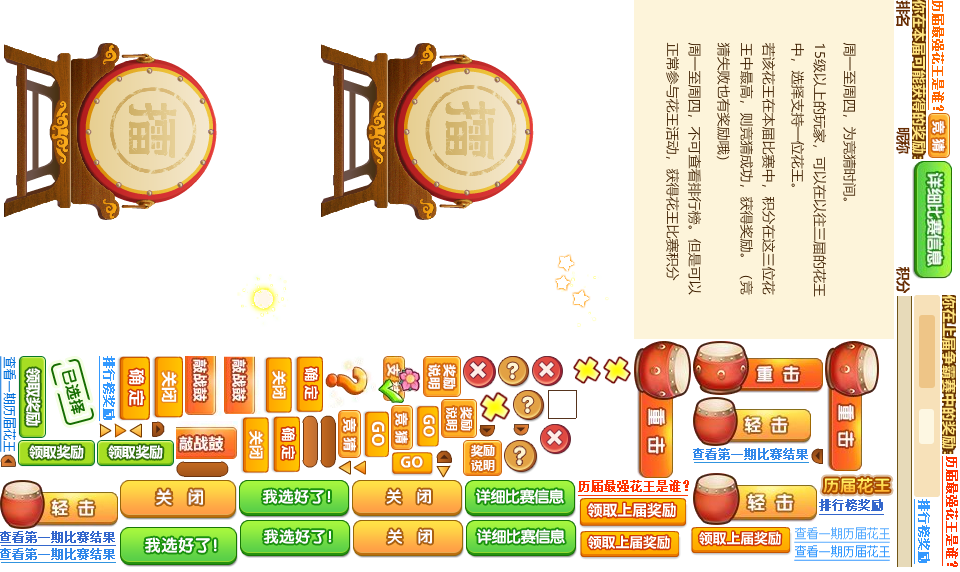 擂
擂
周一至周四，为竞猜时间。
15级以上的玩家，可以在以往三届的花王
中，选择支持一位花王。
若该花王在本届比赛中，积分在这三位花
王中最高，则竞猜成功，获得奖励。（竞
猜失败也有奖励哦）
周一至周四，不可查看排行榜。但是可以
正常参与花王活动，获得花王比赛积分
排名
昵称
积分
你在本届可能获得的奖励
历届最强花王是谁？
竞猜
详细比赛信息
你在上届争霸赛中的奖励
历届最强花王是谁？
排行榜奖励
查看一期历届花王
领取奖励
已选择
排行榜奖励
确定
关闭
敲战鼓
敲战鼓
关闭
确定
支
奖励
说明
?
重击
重击
重击
轻击
查看第一期比赛结果
领取奖励
领取奖励
敲战鼓
关闭
确定
竞猜
GO
竞猜
GO
奖励
说明
?
GO
奖励
说明
?
轻击
关闭
我选好了！
关闭
详细比赛信息
历届最强花王是谁？
领取上届奖励
轻击
历届花王
排行榜奖励
查看第一期比赛结果
查看第一期比赛结果
我选好了！
我选好了！
关闭
详细比赛信息
领取上届奖励
领取上届奖励
查看一期历届花王
查看一期历届花王